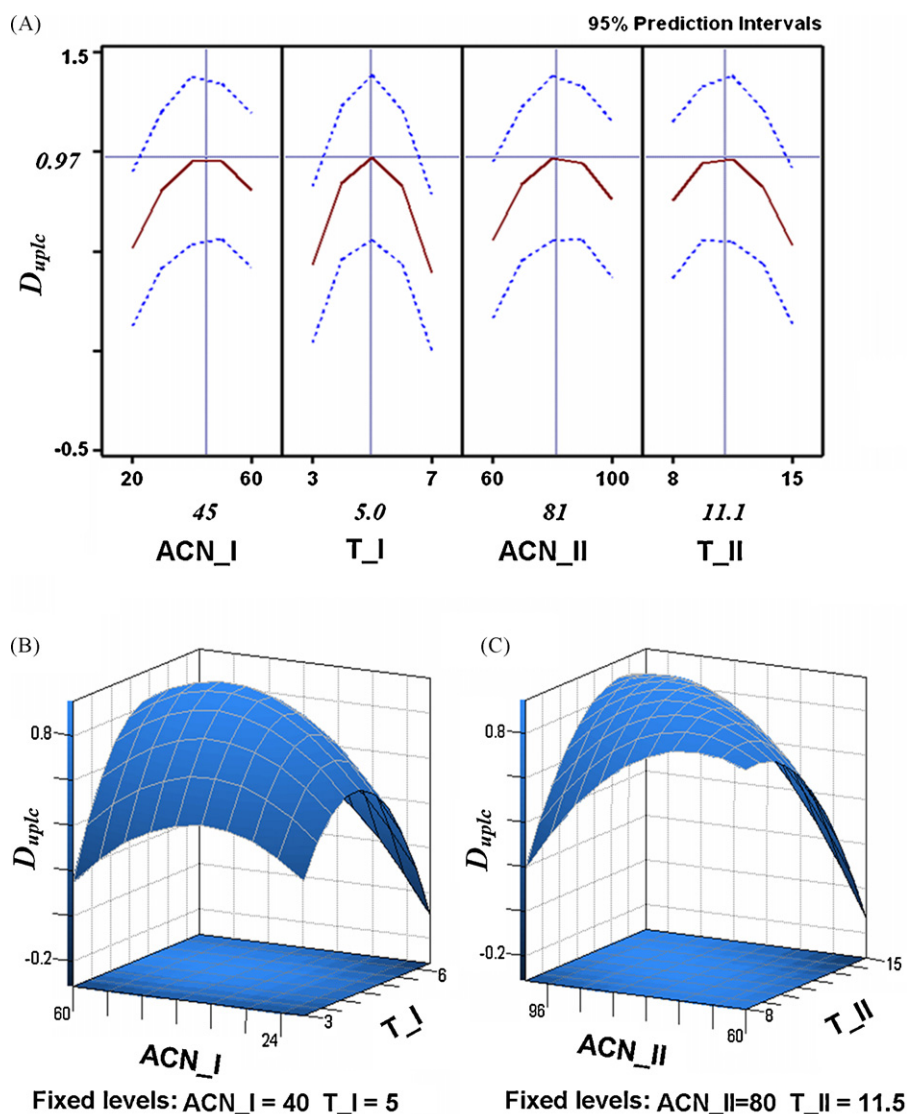 (A)
95% Prediction Intervals
1.5
0.97
-0.5
D uplc
20 60 3 7 60 100 8 15
45 5.0 81 11.1
ACN_I T_I ACN_II T_II
(B)
0.8
-0.2
D uplc
60 24 3 6
ACN_I T_I
Fixed levels: ACN_I = 40 T_I = 5
(C)
0.8
-0.2
D uplc
96 60 8 15
ACN_II T_II
Fixed levels: ACN_II=80 T_II = 11.5